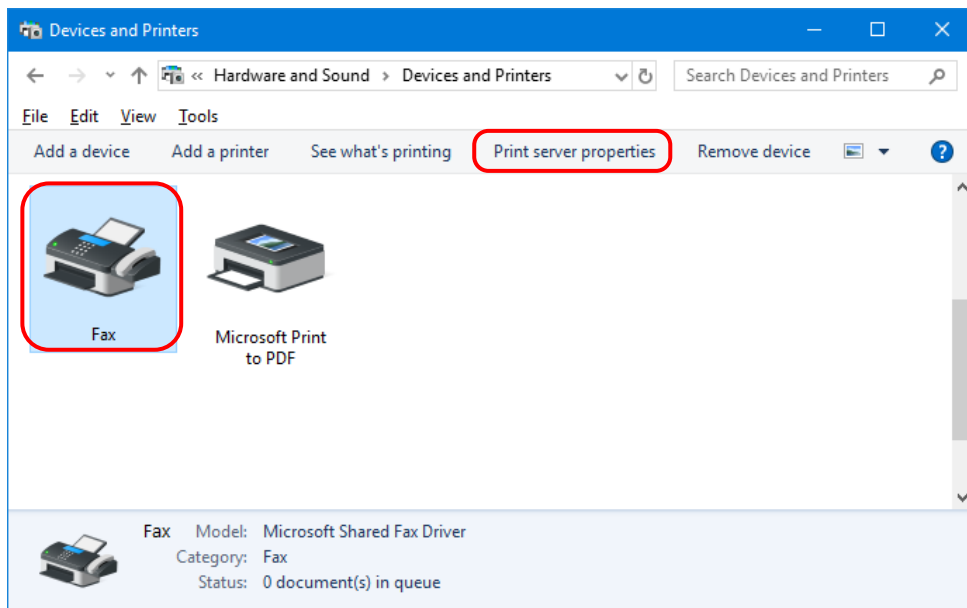 Devices and Printers
« Hardware and Sound > Devices and Printers
Search Devices and Printers
File Edit View Tools
Add a device Add a printer See what's printing Print server properties Remove device ?
Fax
Microsoft Print
to PDF
Fax Model: Microsoft Shared Fax Driver
Category: Fax
Status: 0 document(s) in queue